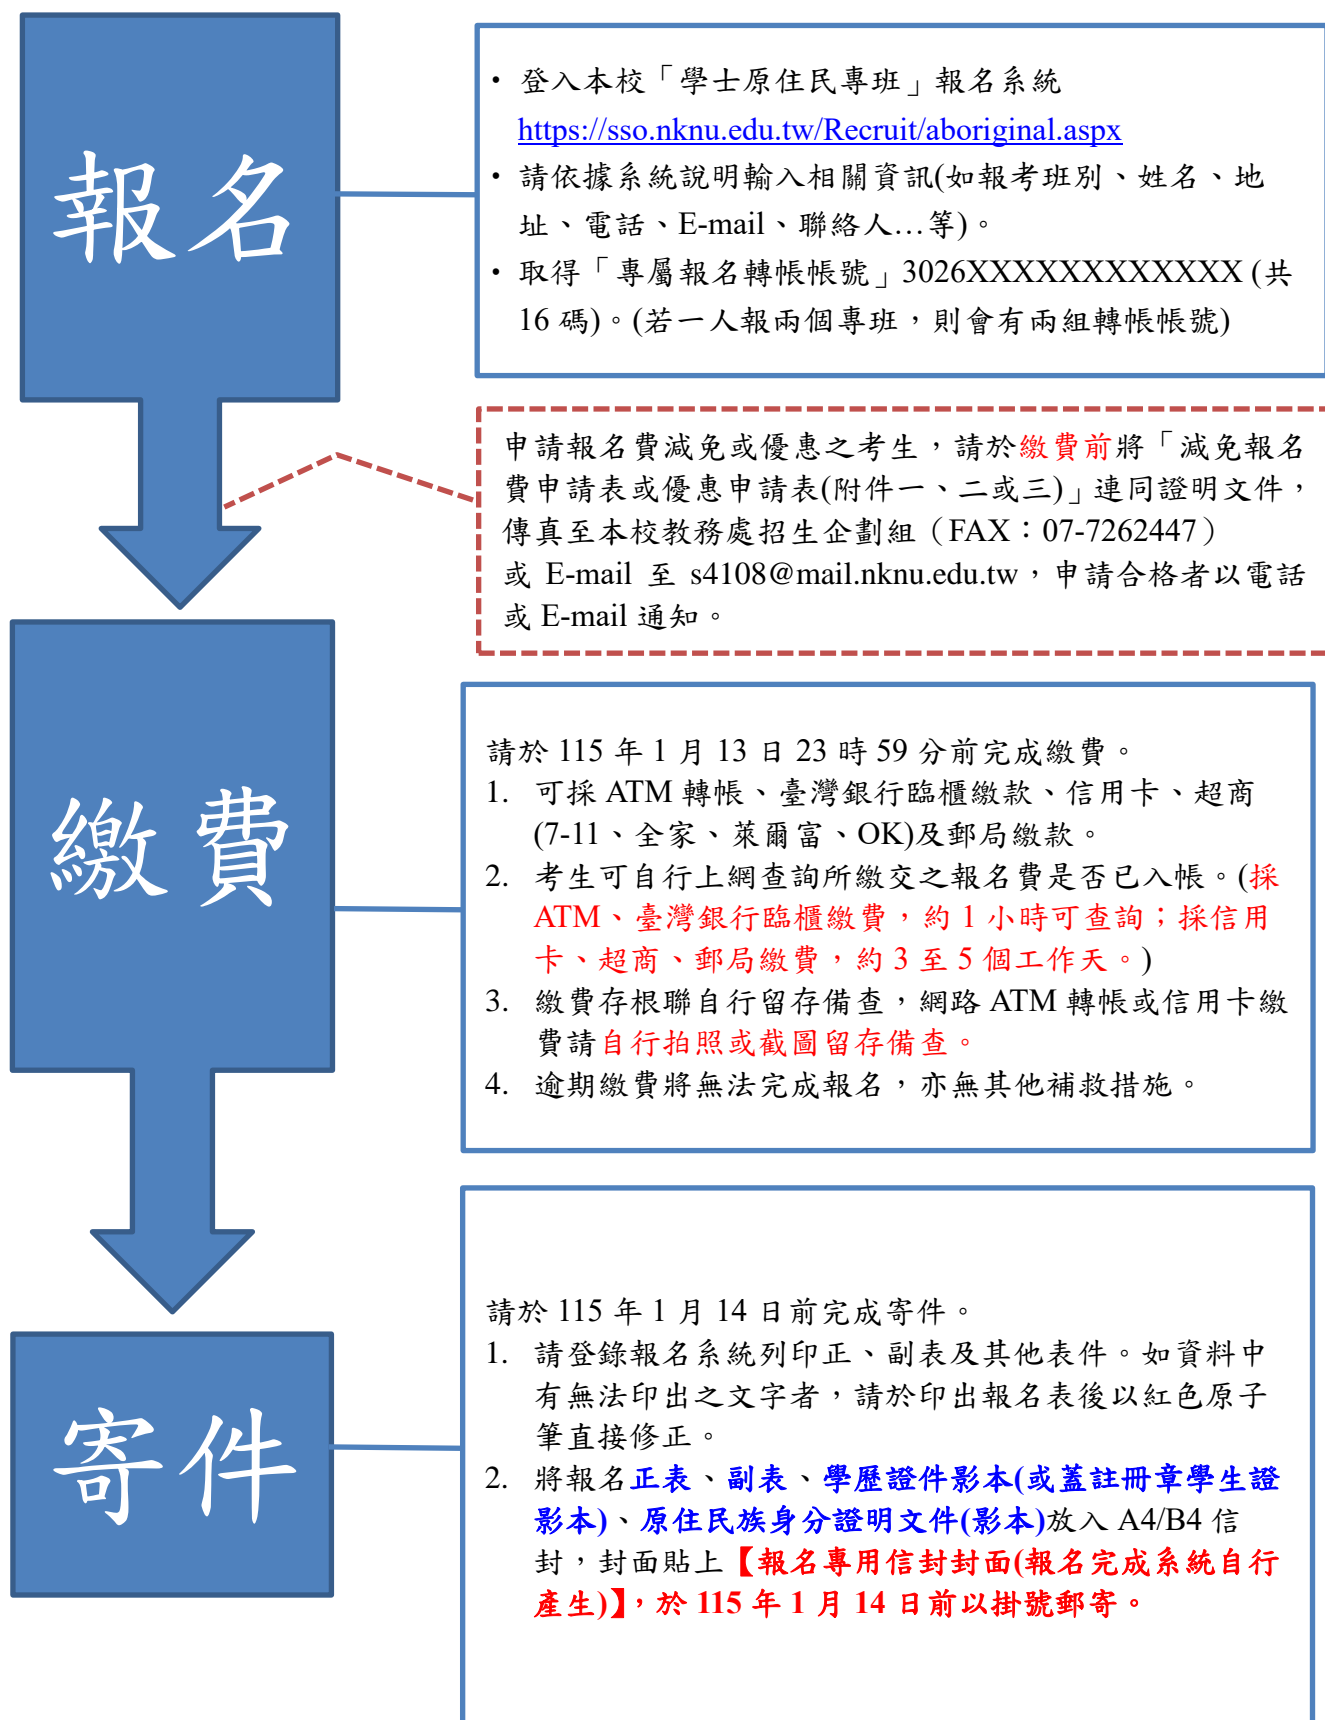 報名
• 登入本校「學士原住民專班」報名系統
https://sso.nknu.edu.tw/Recruit/aboriginal.aspx
• 請依據系統說明輸入相關資訊(如報考班別、姓名、地
址、電話、E-mail、聯絡人…等)。
• 取得「專屬報名轉帳帳號」3026XXXXXXXXXXXX (共
16 碼)。(若一人報兩個專班，則會有兩組轉帳帳號)
申請報名費減免或優惠之考生，請於繳費前將「減免報名
費申請表或優惠申請表(附件一、二或三)」連同證明文件，
傳真至本校教務處招生企劃組（FAX：07-7262447）
或 E-mail 至 s4108@mail.nknu.edu.tw，申請合格者以電話
或 E-mail 通知。
繳費
請於 115 年 1 月 13 日 23 時 59 分前完成繳費。
1. 可採 ATM 轉帳、臺灣銀行臨櫃繳款、信用卡、超商
(7-11、全家、萊爾富、OK)及郵局繳款。
2. 考生可自行上網查詢所繳交之報名費是否已入帳。(採
ATM、臺灣銀行臨櫃繳費，約 1 小時可查詢；採信用
卡、超商、郵局繳費，約 3 至 5 個工作天。)
3. 繳費存根聯自行留存備查，網路 ATM 轉帳或信用卡繳
費請自行拍照或截圖留存備查。
4. 逾期繳費將無法完成報名，亦無其他補救措施。
寄件
請於 115 年 1 月 14 日前完成寄件。
1. 請登錄報名系統列印正、副表及其他表件。如資料中
有無法印出之文字者，請於印出報名表後以紅色原子
筆直接修正。
2. 將報名正表、副表、學歷證件影本(或蓋註冊章學生證
影本)、原住民族身分證明文件(影本)放入 A4/B4 信
封，封面貼上【報名專用信封封面(報名完成系統自行
產生)】，於 115 年 1 月 14 日前以掛號郵寄。